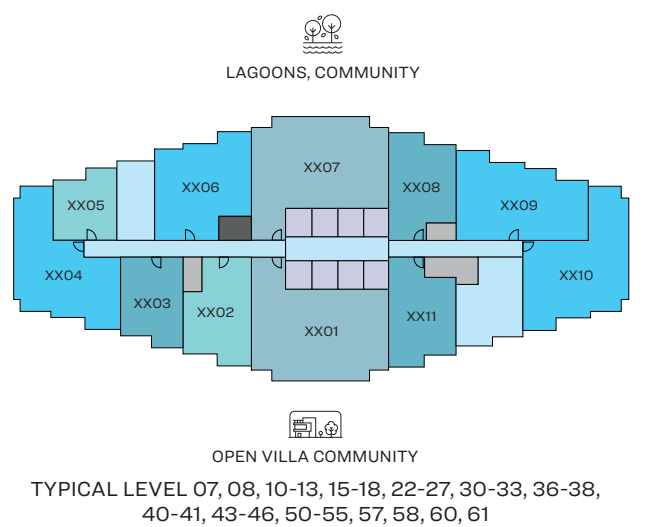 LAGOONS, COMMUNITY
XX07
XX06
XX08
XX05
XX09
XX04
XX10
XX03
XX02
XX01
XX11
OPEN VILLA COMMUNITY
TYPICAL LEVEL 07, 08, 10-13, 15-18, 22-27, 30-33, 36-38,
40-41, 43-46, 50-55, 57, 58, 60, 61